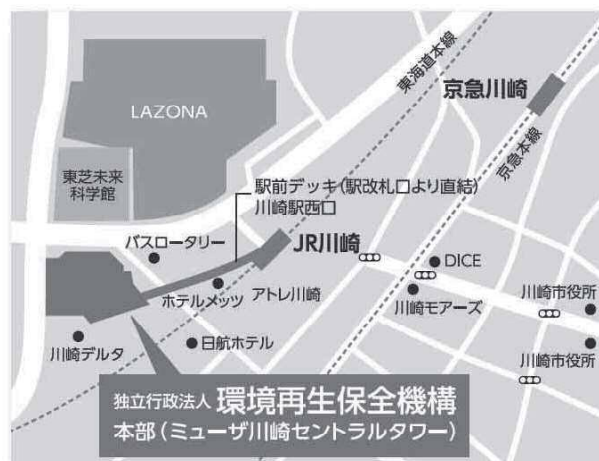 東海道本線
京急川崎
LAZONA
京急本線
東芝未来
科学館
駅前デッキ(駅改札口より直結)
川崎駅西口
バスロータリー
JR川崎
DICE
ホテルメッツ
アトレ川崎
川崎モアーズ
川崎市役所
川崎デルタ
日航ホテル
川崎市役所
独立行政法人 環境再生保全機構
本部(ミューザ川崎セントラルタワー)